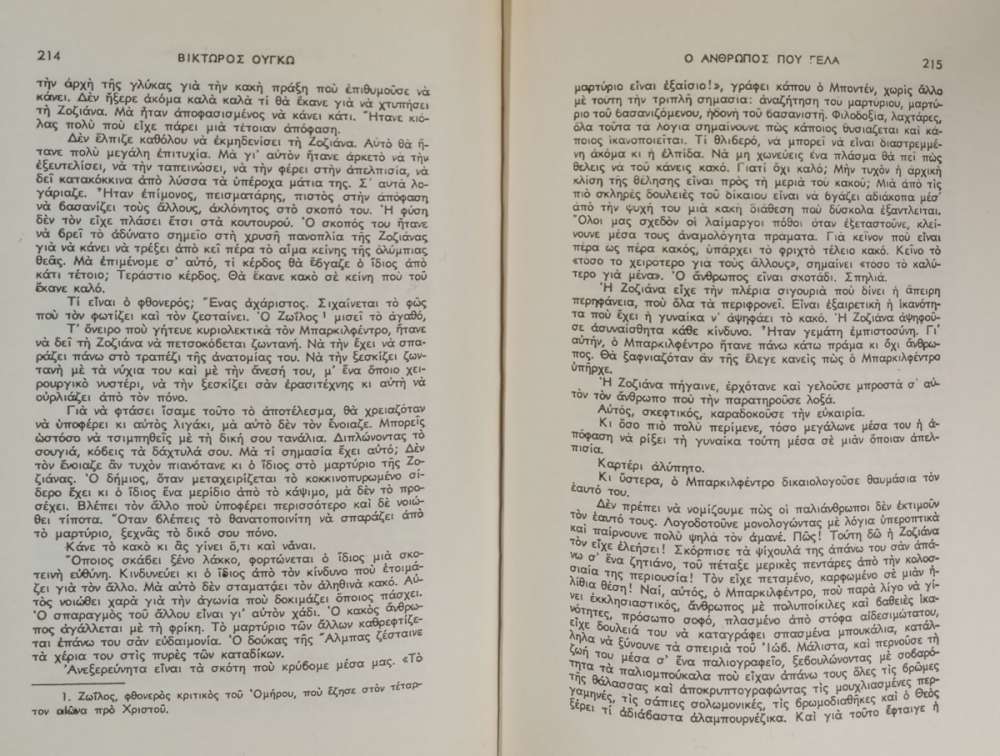 214
ΒΙΚΤΩΡΟΣ ΟΥΓΚΩ
τὴν ἀρχὴ τῆς γλύκας γιὰ τὴν κακὴ πράξη ποὺ ἐπιθυμοῦσε νὰ
κάνει. Δὲν ἤξερε ἀκόμα καλὰ καλὰ τί θὰ ἔκανε γιὰ νὰ χτυπήσει
τὴ Ζοζιάνα. Μὰ ἦταν ἀποφασισμένος νὰ κάνει κάτι. Ἤτανε κιό-
λας πολὺ ποὺ εἶχε πάρει μιὰ τέτοιαν ἀπόφαση.
Δὲν ἔλπιζε καθόλου νὰ ἐκμηδενίσει τὴ Ζοζιάνα. Αὐτὸ θὰ ἤ-
τανε πολὺ μεγάλη ἐπιτυχία. Μὰ γι' αὐτὸν ἤτανε ἀρκετὸ νὰ τὴν
ἐξευτελίσει, νὰ τὴν ταπεινώσει, νὰ τὴν φέρει στὴν ἀπελπισία, νὰ
δεῖ κατακόκκινα ἀπὸ λύσσα τὰ ὑπέροχα μάτια της. Σ' αὐτὰ λο-
γάριαζε. Ἤταν ἐπίμονος, πεισματάρης, πιστὸς στὴν ἀπόφαση
νὰ βασανίζει τοὺς ἄλλους, ἀκλόνητος στὸ σκοπό του. Ἡ φύση
δὲν τὸν εἶχε πλάσει ἔτσι στὰ κουτουροῦ. Ὁ σκοπός του ἤτανε
νὰ βρεῖ τὸ ἀδύνατο σημεῖο στὴ χρυσὴ πανοπλία τῆς Ζοζιάνας
γιὰ νὰ κάνει νὰ τρέξει ἀπὸ κεῖ πέρα τὸ αἷμα κείνης τῆς ὀλύμπιας
θεᾶς. Μὰ ἐπιμένομε σ' αὐτό, τί κέρδος θὰ ἔβγαζε ὁ ἴδιος ἀπὸ
κάτι τέτοιο; Τεράστιο κέρδος. Θὰ ἔκανε κακὸ σὲ κείνη ποὺ τοῦ
ἔκανε καλό.
Τί εἶναι ὁ φθονερός; Ἕνας ἀχάριστος. Σιχαίνεται τὸ φῶς
ποὺ τὸν φωτίζει καὶ τὸν ζεσταίνει. Ὁ Ζωῖλος 1 μισεῖ τὸ ἀγαθό,
Τ' ὄνειρο ποὺ γήτευε κυριολεκτικὰ τὸν Μπαρκιλφέντρο, ἤτανε
νὰ δεῖ τὴ Ζοζιάνα νὰ πετσοκόβεται ζωντανή. Νὰ τὴν ἔχει νὰ σπα-
ράζει πάνω στὸ τραπέζι τῆς ἀνατομίας του. Νὰ τὴν ξεσκίζει ζων-
τανὴ μὲ τὰ νύχια του καὶ μὲ τὴν ἄνεσή του, μ' ἕνα ὅποιο χει-
ρουργικὸ νυστέρι, νὰ τὴν ξεσκίζει σὰν ἐρασιτέχνης κι αὐτὴ νὰ
οὐρλιάζει ἀπὸ τὸν πόνο.
Γιὰ νὰ φτάσει ἴσαμε τοῦτο τὸ ἀποτέλεσμα, θὰ χρειαζόταν
νὰ ὑποφέρει κι αὐτὸς λιγάκι, μὰ αὐτὸ δὲν τὸν ἔνοιαζε. Μπορεῖς
ὡστόσο νὰ τσιμπηθεῖς μὲ τὴ δική σου τανάλια. Διπλώνοντας τὸ
σουγιά, κόβεις τὰ δάχτυλά σου. Μὰ τί σημασία ἔχει αὐτό; Δὲν
τὸν ἔνοιαζε ἂν τυχὸν πιανότανε κι ὁ ἴδιος στὸ μαρτύριο τῆς Ζο-
ζιάνας. Ὁ δήμιος, ὅταν μεταχειρίζεται τὸ κοκκινοπυρωμένο σί-
δερο ἔχει κι ὁ ἴδιος ἕνα μερίδιο ἀπὸ τὸ κάψιμο, μὰ δὲν τὸ προ-
σέχει. Βλέπει τὸν ἄλλο ποὺ ὑποφέρει περισσότερο καὶ δὲ νοιώ-
θει τίποτα. Ὅταν βλέπεις τὸ θανατοποινίτη νὰ σπαράζει ἀπὸ
τὸ μαρτύριο, ξεχνᾶς τὸ δικό σου πόνο.
Κάνε τὸ κακὸ κι ἂς γίνει ὅ,τι καὶ νἆναι.
Ὅποιος σκάβει ξένο λάκκο, φορτώνεται ὁ ἴδιος μιὰ σκο-
τεινὴ εὐθύνη. Κινδυνεύει κι ὁ ἴδιος ἀπὸ τὸν κίνδυνο ποὺ ἑτοιμά-
ζει γιὰ τὸν ἄλλο. Μὰ αὐτὸ δὲν σταματάει τὸν ἀληθινὰ κακό. Αὐ-
τὸς νοιώθει χαρὰ γιὰ τὴν ἀγωνία ποὺ δοκιμάζει ὅποιος πάσχει.
Ὁ σπαραγμὸς τοῦ ἄλλου εἶναι γι' αὐτὸν χάδι. Ὁ κακὸς ἄνθρω-
πος ἀγάλλεται μὲ τὴ φρίκη. Τὸ μαρτύριο τῶν ἄλλων καθρεφτίζε-
ται ἐπάνω του σὰν εὐδαιμονία. Ὁ δούκας τῆς Ἄλμπας ζέσταινε
τὰ χέρια του στὶς πυρὲς τῶν καταδίκων.
Ἀνεξερεύνητα εἶναι τὰ σκότη ποὺ κρύβομε μέσα μας. «Τὸ
1. Ζωῖλος, φθονερὸς κριτικὸς τοῦ Ὁμήρου, ποὺ ἔζησε στὸν τέταρ-
τον αἰῶνα πρὸ Χριστοῦ.
Ο ΑΝΘΡΩΠΟΣ ΠΟΥ ΓΕΛΑ
215
μαρτύριο εἶναι ἐξαίσιο!», γράφει κάπου ὁ Μποντέν, χωρὶς ἄλλο
μὲ τούτη τὴν τριπλὴ σημασία: ἀναζήτηση τοῦ μαρτυρίου, μαρτύ-
ριο τοῦ βασανιζόμενου, ἡδονὴ τοῦ βασανιστῆ. Φιλοδοξία, λαχτάρες,
ὅλα τοῦτα τὰ λόγια σημαίνουνε πὼς κάποιος θυσιάζεται καὶ κά-
ποιος ἱκανοποιεῖται. Τί θλιβερό, νὰ μπορεῖ νὰ εἶναι διαστρεμμέ-
νη ἀκόμα κι ἡ ἐλπίδα. Νὰ μὴ χωνεύεις ἕνα πλάσμα θὰ πεῖ πὼς
θέλεις νὰ τοῦ κάνεις κακό. Γιατί ὄχι καλό; Μὴν τυχὸν ἡ ἀρχικὴ
κλίση τῆς θέλησης εἶναι πρὸς τὴ μεριὰ τοῦ κακοῦ; Μιὰ ἀπὸ τὶς
πιὸ σκληρὲς δουλειὲς τοῦ δίκαιου εἶναι νὰ βγάζει ἀδιάκοπα μέσ'
ἀπὸ τὴν ψυχή του μιὰ κακὴ διάθεση ποὺ δύσκολα ἐξαντλεῖται.
Ὅλοι μας σχεδὸν οἱ λαίμαργοι πόθοι ὅταν ἐξεταστοῦνε, κλεί-
νουνε μέσα τους ἀναμολόγητα πράματα. Γιὰ κεῖνον ποὺ εἶναι
πέρα ὣς πέρα κακός, ὑπάρχει τὸ φριχτὸ τέλειο κακό. Κεῖνο τὸ
«τόσο τὸ χειρότερο γιὰ τοὺς ἄλλους», σημαίνει «τόσο τὸ καλύ-
τερο γιὰ μένα». Ὁ ἄνθρωπος εἶναι σκοτάδι. Σπηλιά.
Ἡ Ζοζιάνα εἶχε τὴν πλέρια σιγουριὰ ποὺ δίνει ἡ ἄπειρη
περηφάνεια, ποὺ ὅλα τὰ περιφρονεῖ. Εἶναι ἐξαιρετικὴ ἡ ἱκανότη-
τα ποὺ ἔχει ἡ γυναίκα ν' ἀψηφάει τὸ κακό. Ἡ Ζοζιάνα ἀψηφοῦ-
σε ἀσυναίσθητα κάθε κίνδυνο. Ἤταν γεμάτη ἐμπιστοσύνη. Γι'
αὐτήν, ὁ Μπαρκιλφέντρο ἤτανε πάνω κάτω πράμα κι ὄχι ἄνθρω-
πος. Θὰ ξαφνιαζόταν ἂν τῆς ἔλεγε κανεὶς πὼς ὁ Μπαρκιλφέντρο
ὑπῆρχε.
Ἡ Ζοζιάνα πήγαινε, ἐρχότανε καὶ γελοῦσε μπροστὰ σ' αὐ-
τὸν τὸν ἄνθρωπο ποὺ τὴν παρατηροῦσε λοξά.
Αὐτός, σκεφτικός, καραδοκοῦσε τὴν εὐκαιρία.
Κι ὅσο πιὸ πολὺ περίμενε, τόσο μεγάλωνε μέσα του ἡ ἀ-
πόφαση νὰ ρίξει τὴ γυναίκα τούτη μέσα σὲ μιὰν ὅποιαν ἀπελ-
πισία.
Καρτέρι ἀλύπητο.
Κι ὕστερα, ὁ Μπαρκιλφέντρο δικαιολογοῦσε θαυμάσια τὸν
ἑαυτό του.
Δὲν πρέπει νὰ νομίζουμε πὼς οἱ παλιάνθρωποι δὲν ἐκτιμοῦν
τὸν ἑαυτό τους. Λογοδοτοῦνε μονολογώντας μὲ λόγια ὑπεροπτικὰ
καὶ παίρνουνε πολὺ ψηλὰ τὸν ἀμανέ. Πῶς! Τούτη δῶ ἡ Ζοζιάνα
τὸν εἶχε ἐλεήσει! Σκόρπισε τὰ ψίχουλά της ἀπάνω του σὰν ἀπά-
νω σ' ἕνα ζητιάνο, τοῦ πέταξε μερικὲς πεντάρες ἀπὸ τὴν κολοσ-
σιαία της περιουσία! Τὸν εἶχε πεταμένο, καρφωμένο σὲ μιὰν ἠ-
λίθια θέση! Ναί, αὐτός, ὁ Μπαρκιλφέντρο, ποὺ παρὰ λίγο νὰ γί-
νει ἐκκλησιαστικός, ἄνθρωπος μὲ πολυποίκιλες καὶ βαθειὲς ἱκα-
νότητες, πρόσωπο σοφό, πλασμένο ἀπὸ στόφα αἰδεσιμώτατου,
εἶχε δουλειά του νὰ καταγράφει σπασμένα μπουκάλια, κατάλ-
ληλα νὰ ξύνουνε τὰ σπειριὰ τοῦ Ἰώβ. Μάλιστα, καὶ περνοῦσε τὴ
ζωή του μέσα σ' ἕνα παλιογραφεῖο, ξεβουλώνοντας μὲ σοβαρό-
τητα τὰ παλιομπούκαλα ποὺ εἴχαν ἀπάνω τους ὅλες τὶς βρῶμες
τῆς θάλασσας καὶ ἀποκρυπτογραφώντας τὶς μουχλιασμένες περ-
γαμηνές, τὶς σάπιες σολωμονικές, τὶς βρωμοδιαθῆκες καὶ ὁ Θεὸς
ξέρει τί ἀδιάβαστα ἀλαμπουρνέζικα. Καὶ γιὰ τοῦτο ἔφταιγε ἡ